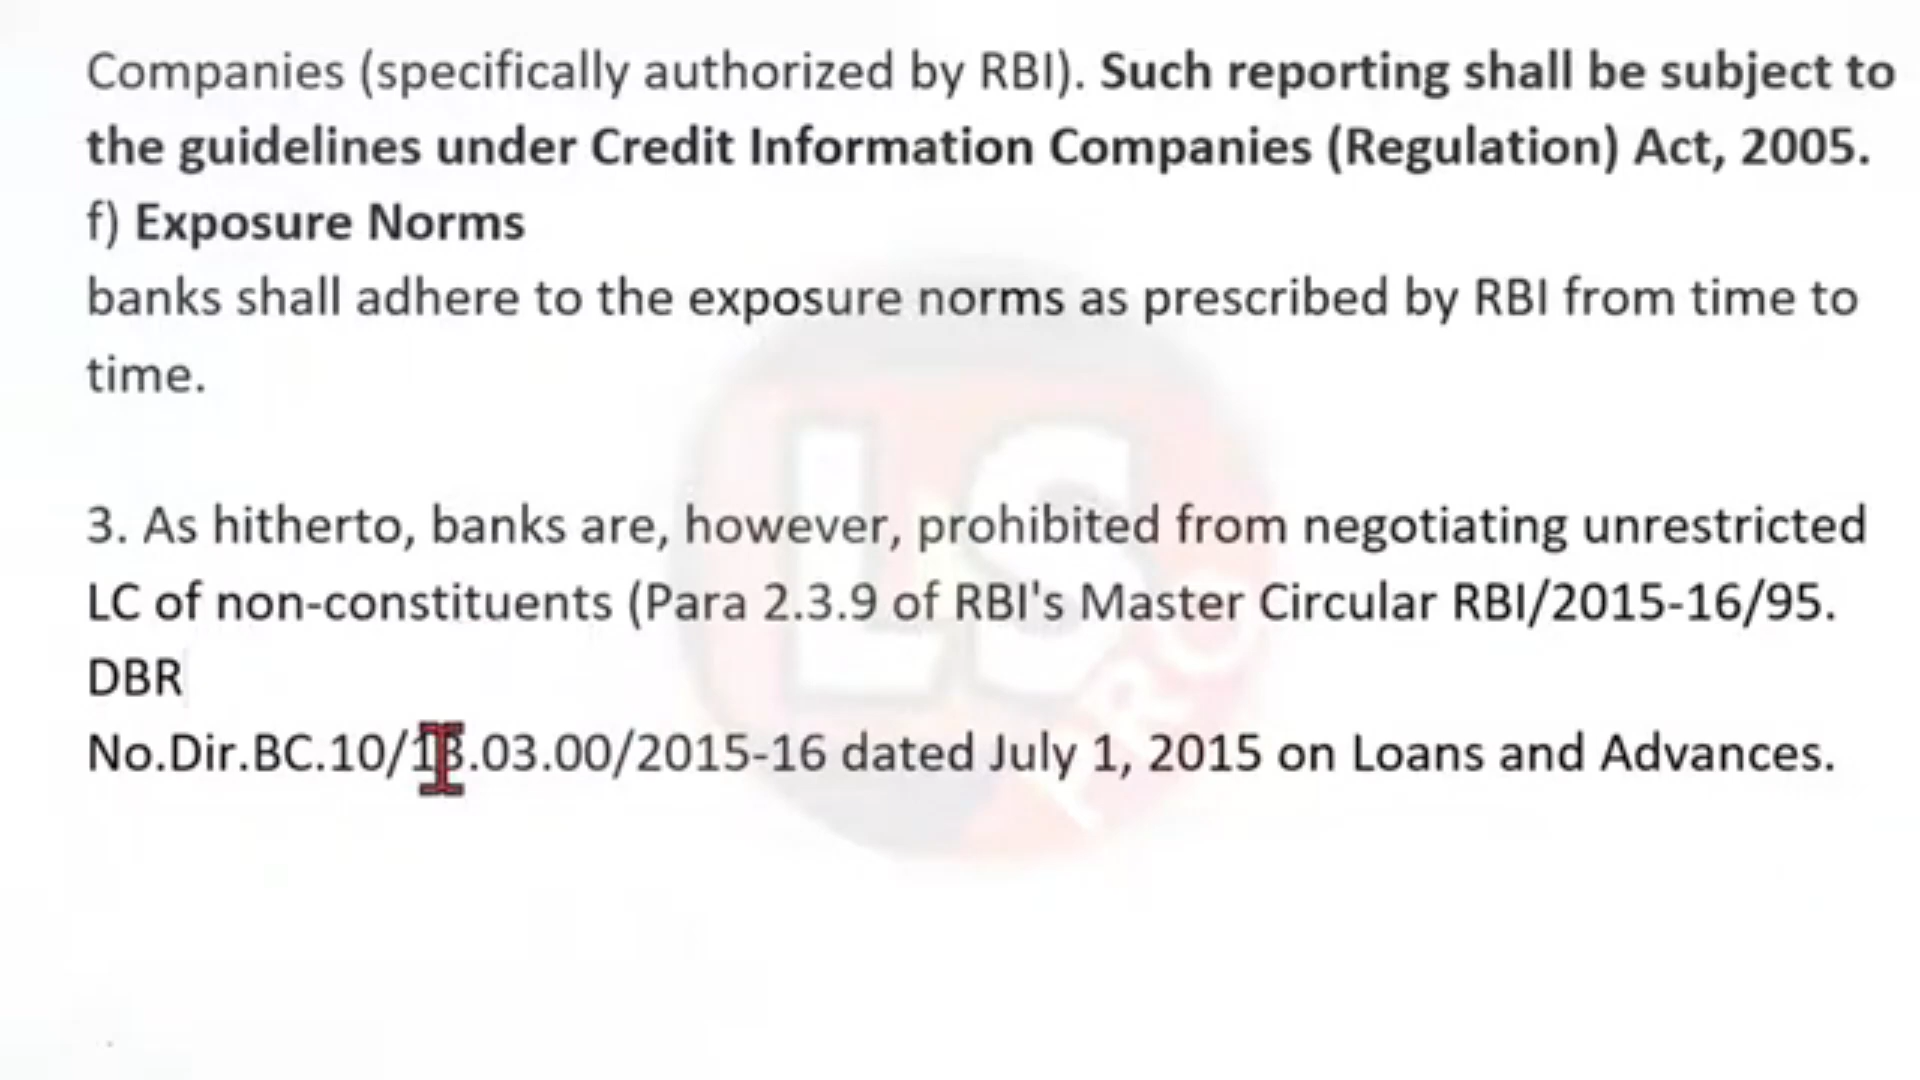 Companies (specifically authorized by RBI). Such reporting shall be subject to
the guidelines under Credit Information Companies (Regulation) Act, 2005.
f) Exposure Norms
banks shall adhere to the exposure norms as prescribed by RBI from time to
time.
3. As hitherto, banks are, however, prohibited from negotiating unrestricted
LC of non-constituents (Para 2.3.9 of RBI's Master Circular RBI/2015-16/95.
DBR
No.Dir.BC.10/13.03.00/2015-16 dated July 1, 2015 on Loans and Advances.
LS
PRO